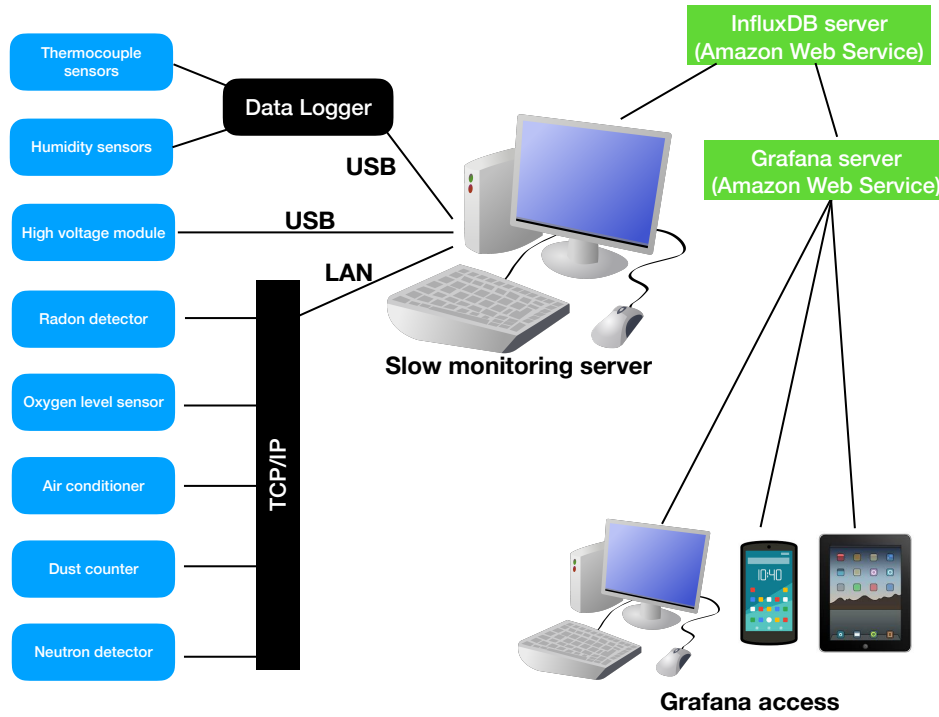 InfluxDB server
(Amazon Web Service)
Thermocouple
sensors
Data Logger
Humidity sensors
USB
Grafana server
(Amazon Web Service)
High voltage module
USB
LAN
Radon detector
Slow monitoring server
Oxygen level sensor
TCP/IP
Air conditioner
Dust counter
10:40
Neutron detector
Grafana access